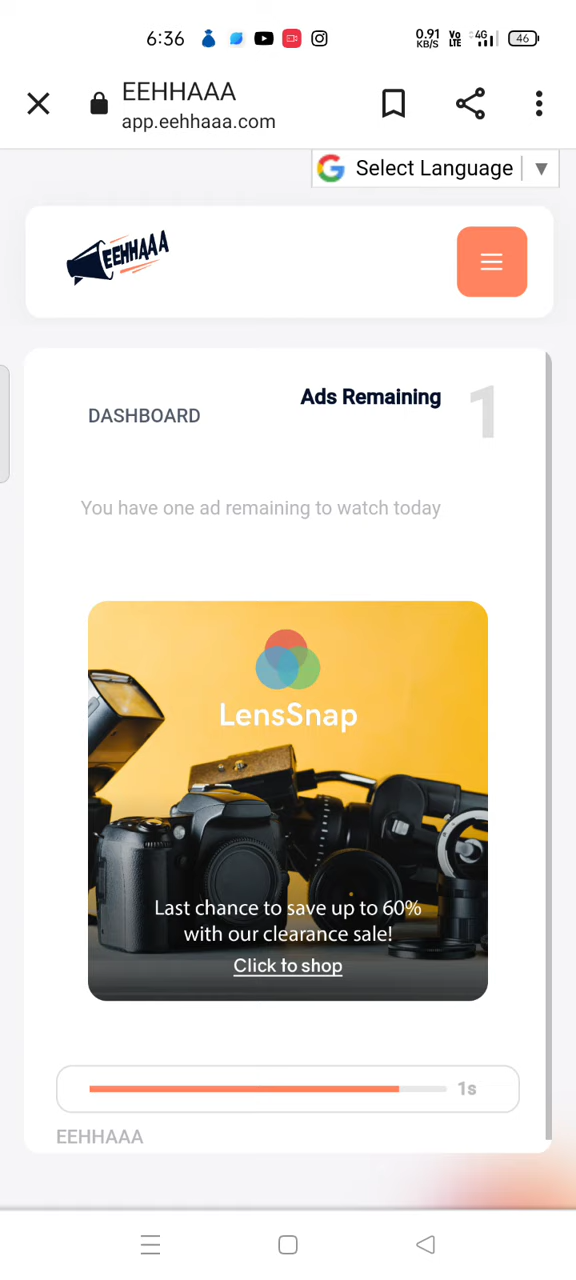 6:36
0.91 KB/S
VoLTE
4G
46
EEHHAAA
app.eehhaaa.com
Select Language
EEHHAAA
DASHBOARD
Ads Remaining
1
You have one ad remaining to watch today
LensSnap
Last chance to save up to 60%
with our clearance sale!
Click to shop
1s
EEHHAAA